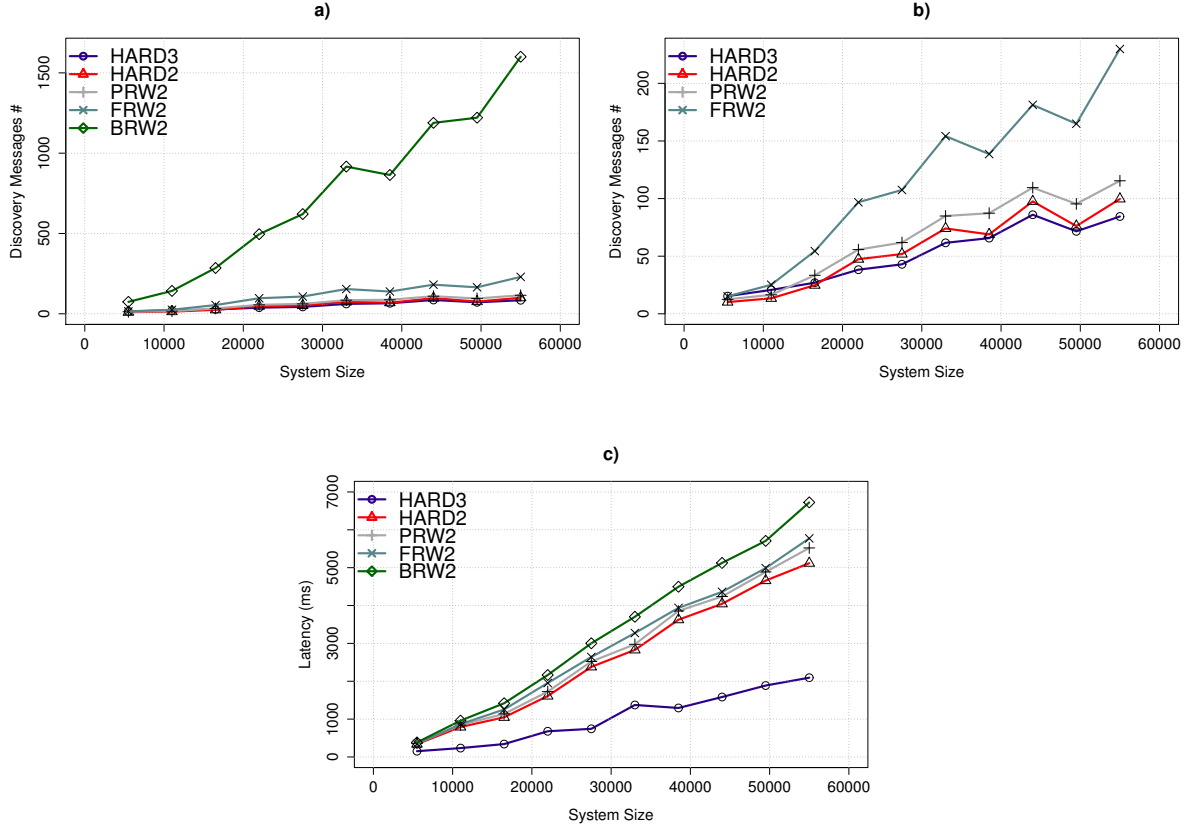 a)
Discovery Messages #
1500
1000
500
0
HARD3
HARD2
PRW2
FRW2
BRW2
0 10000 20000 30000 40000 50000 60000
System Size
b)
Discovery Messages #
200
150
100
50
0
HARD3
HARD2
PRW2
FRW2
0 10000 20000 30000 40000 50000 60000
System Size
c)
Latency (ms)
7000
5000
3000
1000
0
HARD3
HARD2
PRW2
FRW2
BRW2
0 10000 20000 30000 40000 50000 60000
System Size